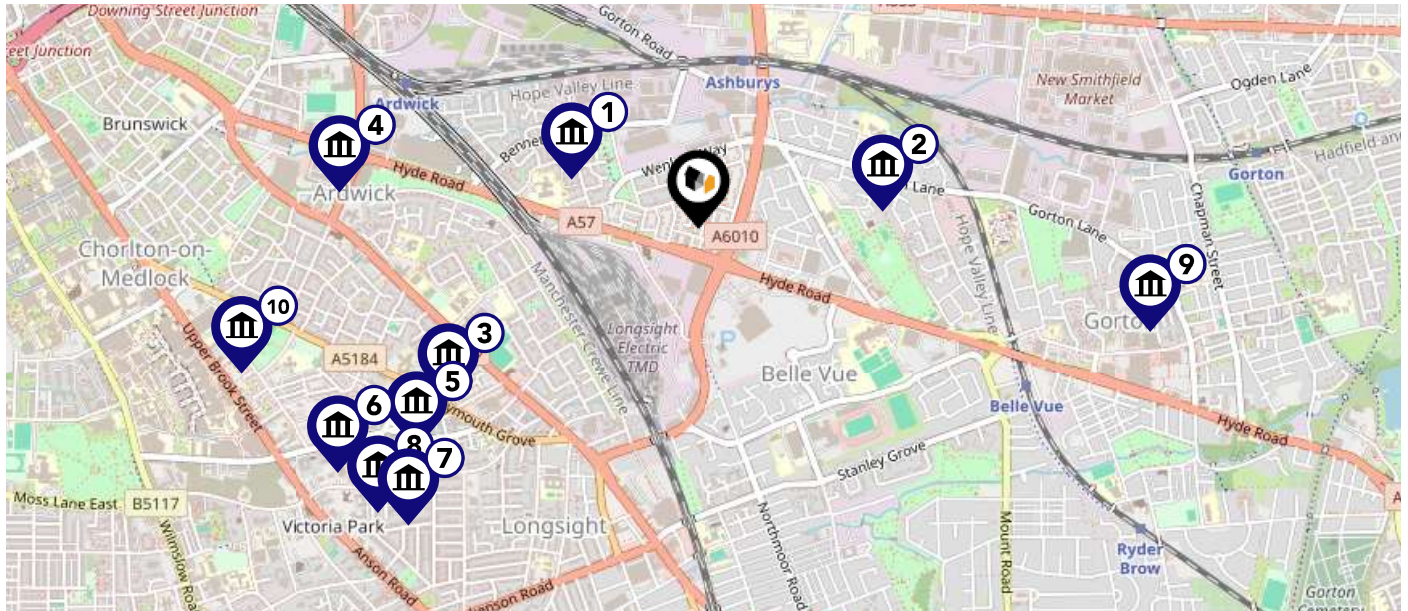 Downing Street Junction
reet Junction
Gorton Road
Ashburys
Hope Valley Line
Ardwick
New Smithfield
Market
Ogden Lane
Brunswick
4
1
2
Hyde Road
Ardwick
A57
A6010
Lane
Gorton Lane
Gorton
Hadfield and
Chapman Street
Chorlton-on-
Medlock
Manchester-Crewe Line
Hope Valley Line
Hyde Road
9
10
3
Longsight
Electric
TMD
P
Upper Brook Street
A5184
5
Belle Vue
Belle Vue
6
8
7
Hyde Road
Stanley Grove
Moss Lane East
B5117
Victoria Park
Longsight
Wilmslow Roa
Anson Road
Northmoor Road
Mount Road
Ryder
Brow
Gorton